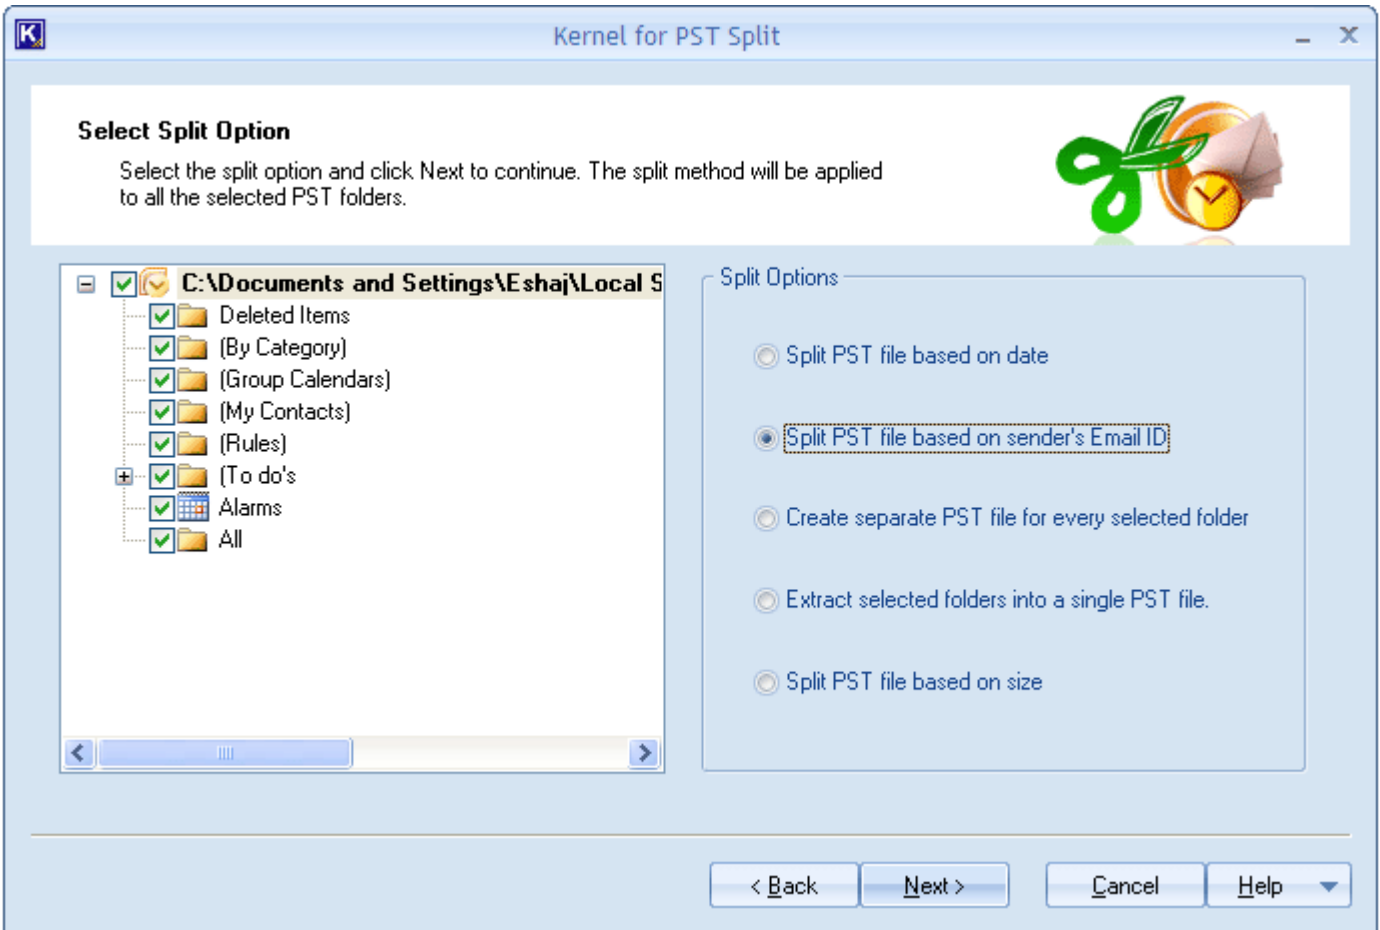 K
Kernel for PST Split
Select Split Option
Select the split option and click Next to continue. The split method will be applied
to all the selected PST folders.
C:\Documents and Settings\Eshaj\Local S
Deleted Items
(By Category)
(Group Calendars)
(My Contacts)
(Rules)
(To do's
Alarms
All
Split Options
Split PST file based on date
Split PST file based on sender's Email ID
Create separate PST file for every selected folder
Extract selected folders into a single PST file.
Split PST file based on size
< Back
Next >
Cancel
Help